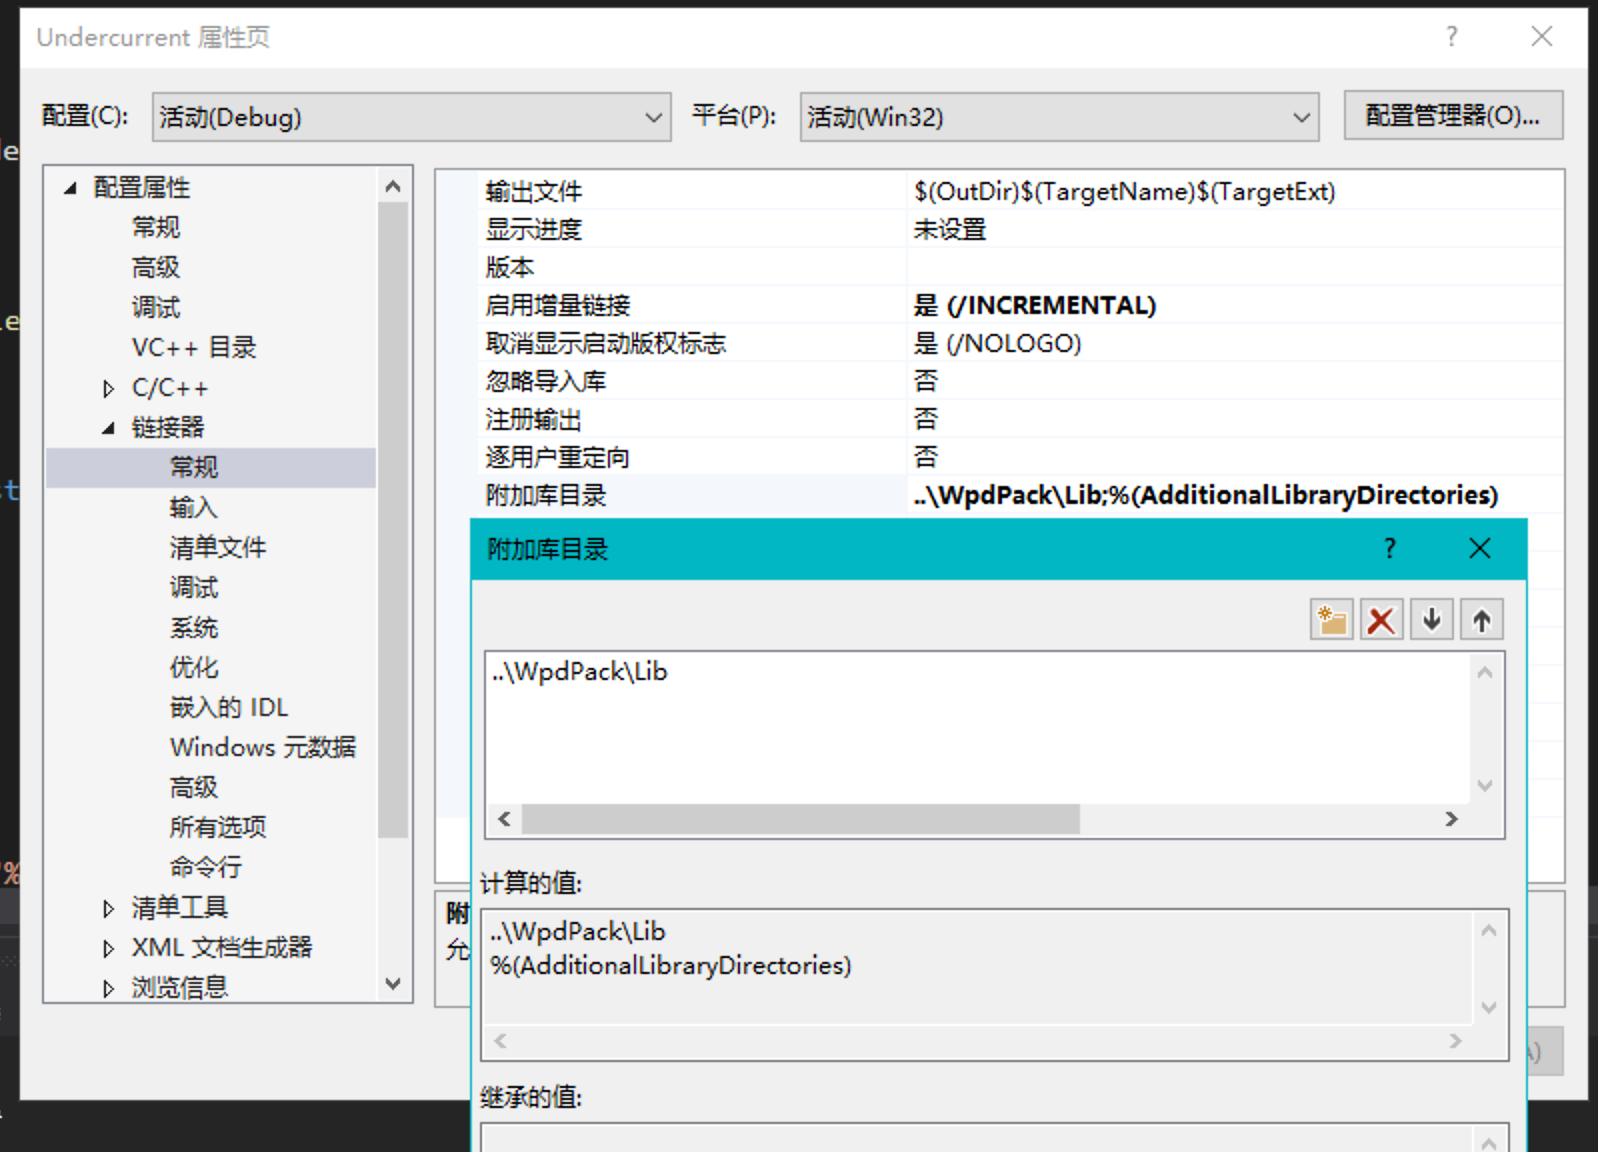 Undercurrent 属性页
配置(C): 活动(Debug) 平台(P): 活动(Win32) 配置管理器(O)...
配置属性
常规
高级
调试
VC++ 目录
C/C++
链接器
常规
输入
清单文件
调试
系统
优化
嵌入的 IDL
Windows 元数据
高级
所有选项
命令行
清单工具
XML 文档生成器
浏览信息
输出文件 $(OutDir)$(TargetName)$(TargetExt)
显示进度 未设置
版本
启用增量链接 是 (/INCREMENTAL)
取消显示启动版权标志 是 (/NOLOGO)
忽略导入库 否
注册输出 否
逐用户重定向 否
附加库目录 ..\WpdPack\Lib;%(AdditionalLibraryDirectories)
附
允
附加库目录
..\WpdPack\Lib
计算的值:
..\WpdPack\Lib
%(AdditionalLibraryDirectories)
继承的值: